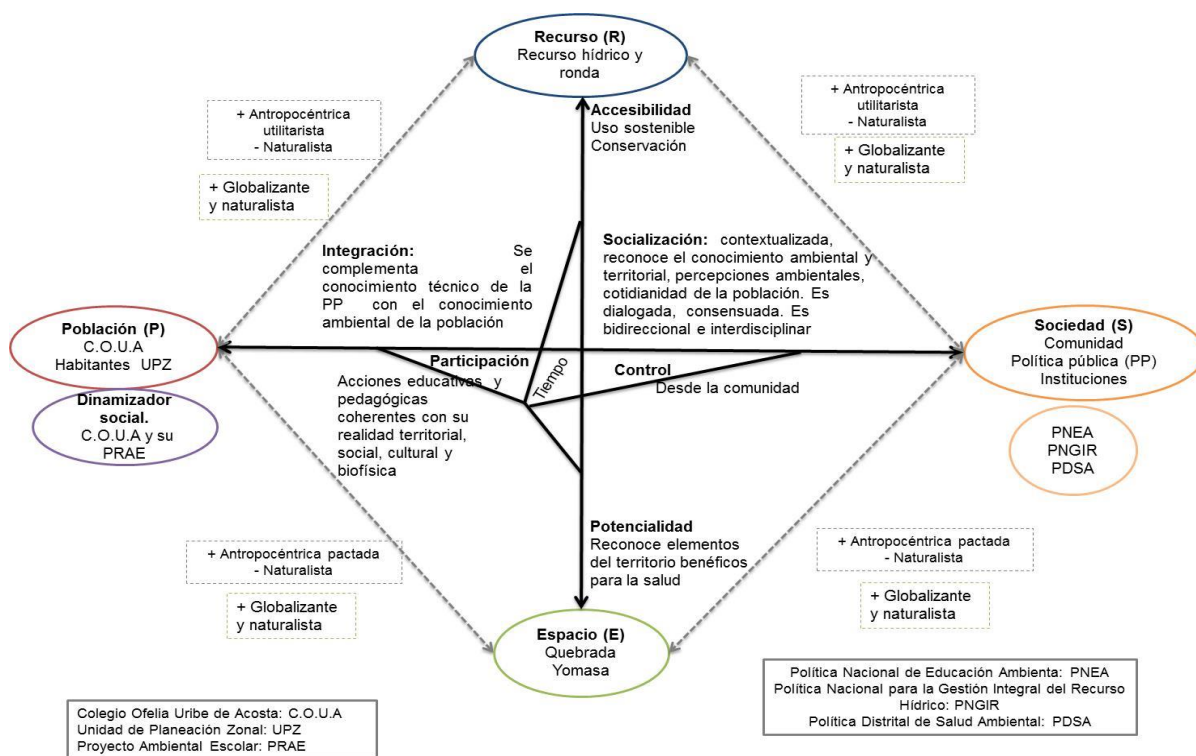 Recurso (R)
Recurso hídrico y
ronda
+ Antropocéntrica
utilitarista
- Naturalista
+ Globalizante
y naturalista
+ Antropocéntrica
utilitarista
- Naturalista
+ Globalizante
y naturalista
Accesibilidad
Uso sostenible
Conservación
Integración: Se
complementa el
conocimiento técnico de la
PP con el conocimiento
ambiental de la población
Socialización: contextualizada,
reconoce el conocimiento ambiental y
territorial, percepciones ambientales,
cotidianidad de la población. Es
dialogada, consensuada. Es
bidireccional e interdisciplinar
Población (P)
C.O.U.A
Habitantes UPZ
Dinamizador
social.
C.O.U.A y su
PRAE
Participación
Acciones educativas y
pedagógicas
coherentes con su
realidad territorial,
social, cultural y
biofísica
Tiempo
Control
Desde la comunidad
Sociedad (S)
Comunidad
Política pública (PP)
Instituciones
PNEA
PNGIR
PDSA
Potencialidad
Reconoce elementos
del territorio benéficos
para la salud
+ Antropocéntrica pactada
- Naturalista
+ Globalizante
y naturalista
+ Antropocéntrica pactada
- Naturalista
+ Globalizante
y naturalista
Espacio (E)
Quebrada
Yomasa
Colegio Ofelia Uribe de Acosta: C.O.U.A
Unidad de Planeación Zonal: UPZ
Proyecto Ambiental Escolar: PRAE
Política Nacional de Educación Ambienta: PNEA
Política Nacional para la Gestión Integral del Recurso
Hídrico: PNGIR
Política Distrital de Salud Ambiental: PDSA